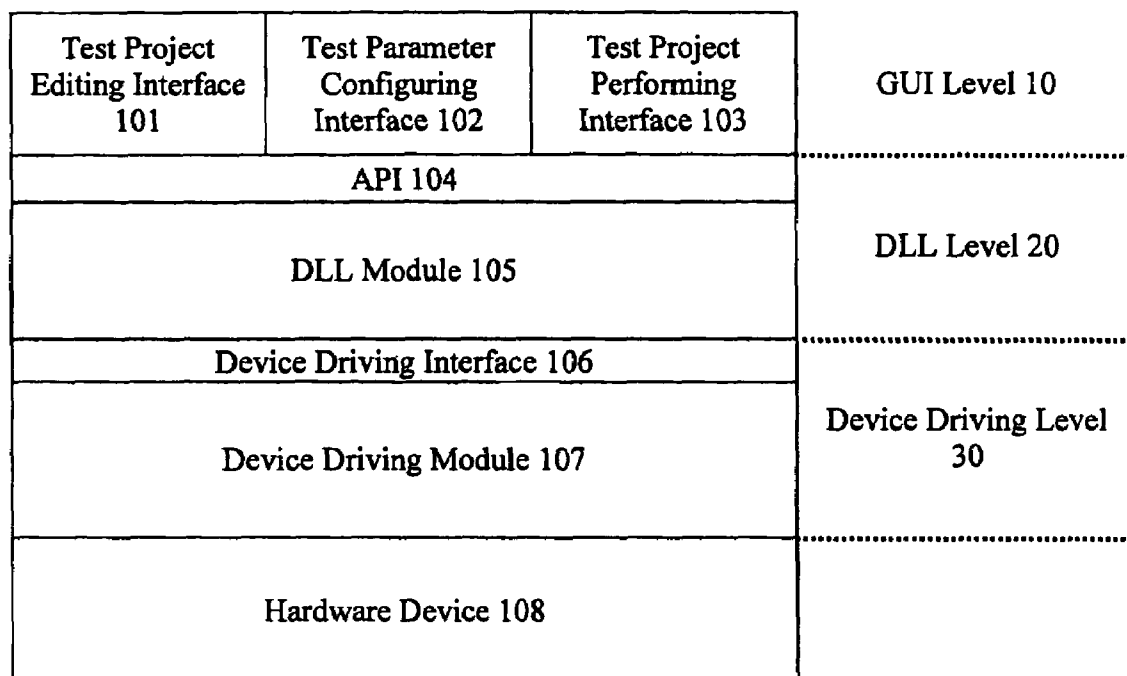 Test Project
Editing Interface
101
Test Parameter
Configuring
Interface 102
Test Project
Performing
Interface 103
GUI Level 10
API 104
DLL Module 105
DLL Level 20
Device Driving Interface 106
Device Driving Module 107
Device Driving Level
30
Hardware Device 108